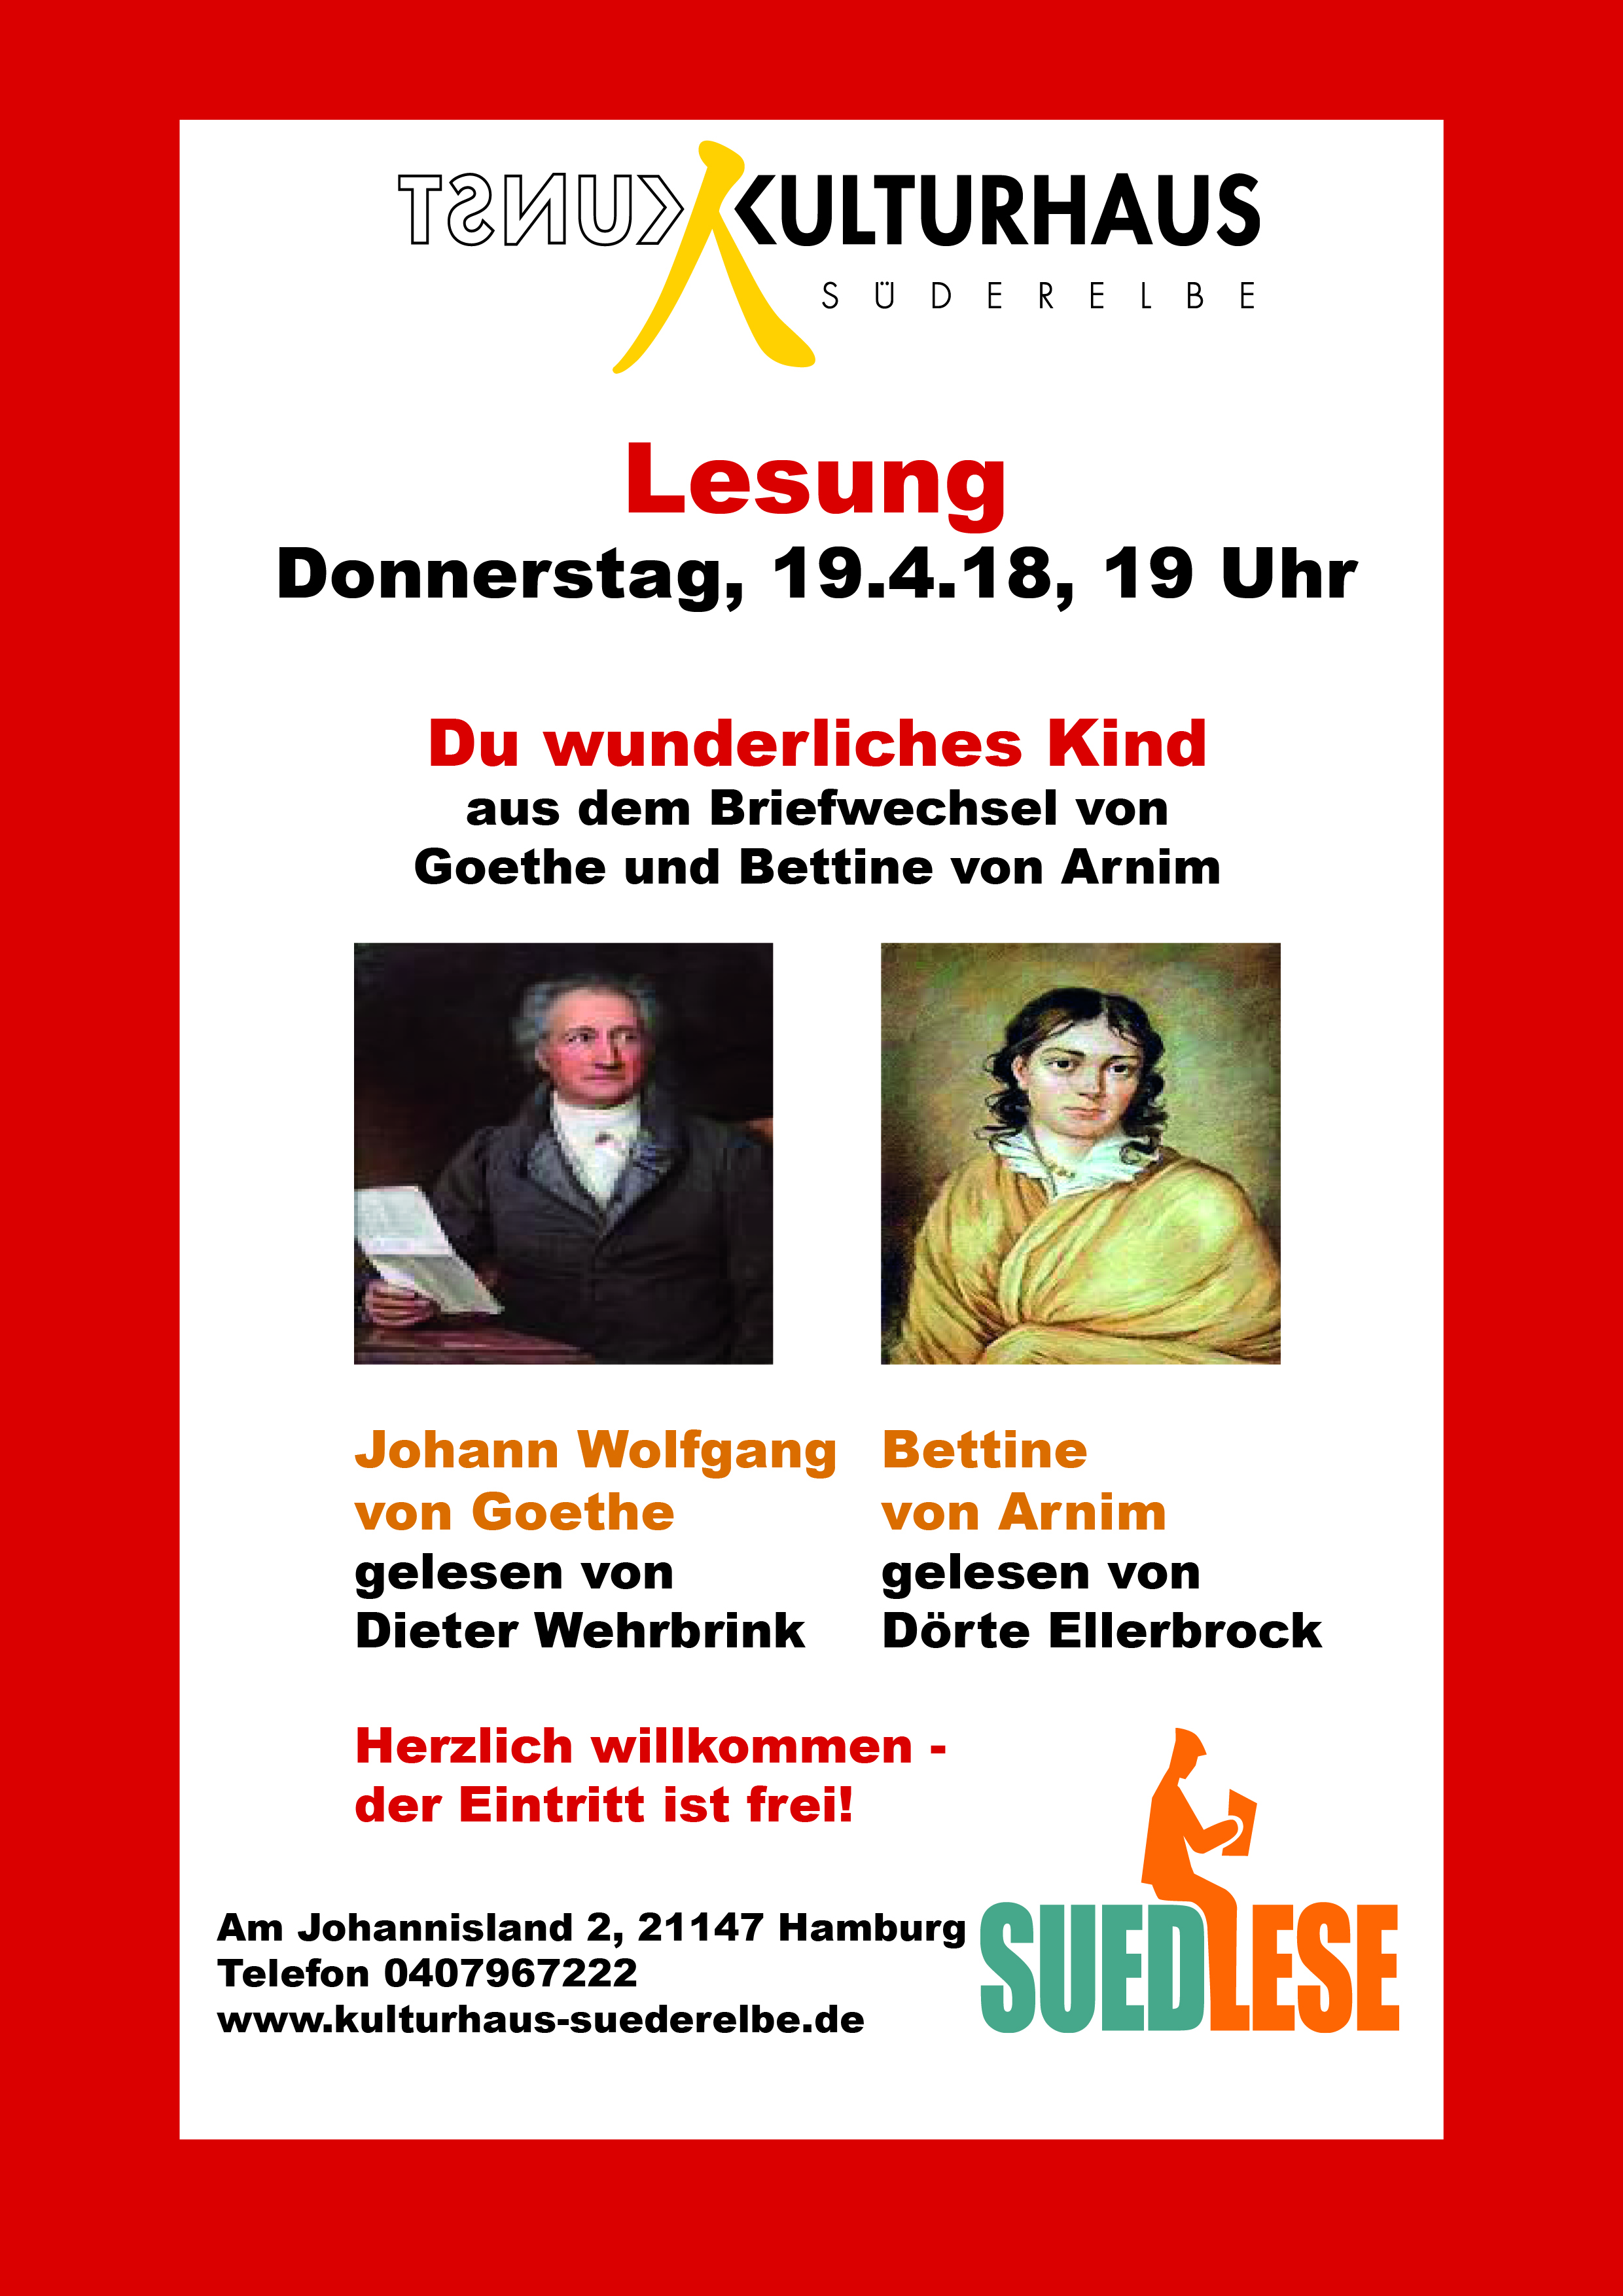 KUNST KULTURHAUS
SÜDERELBE
Lesung
Donnerstag, 19.4.18, 19 Uhr
Du wunderliches Kind
aus dem Briefwechsel von
Goethe und Bettine von Arnim
Johann Wolfgang
von Goethe
gelesen von
Dieter Wehrbrink
Bettine
von Arnim
gelesen von
Dörte Ellerbrock
Herzlich willkommen -
der Eintritt ist frei!
Am Johannisland 2, 21147 Hamburg
Telefon 0407967222
www.kulturhaus-suederelbe.de
SUEDLESE